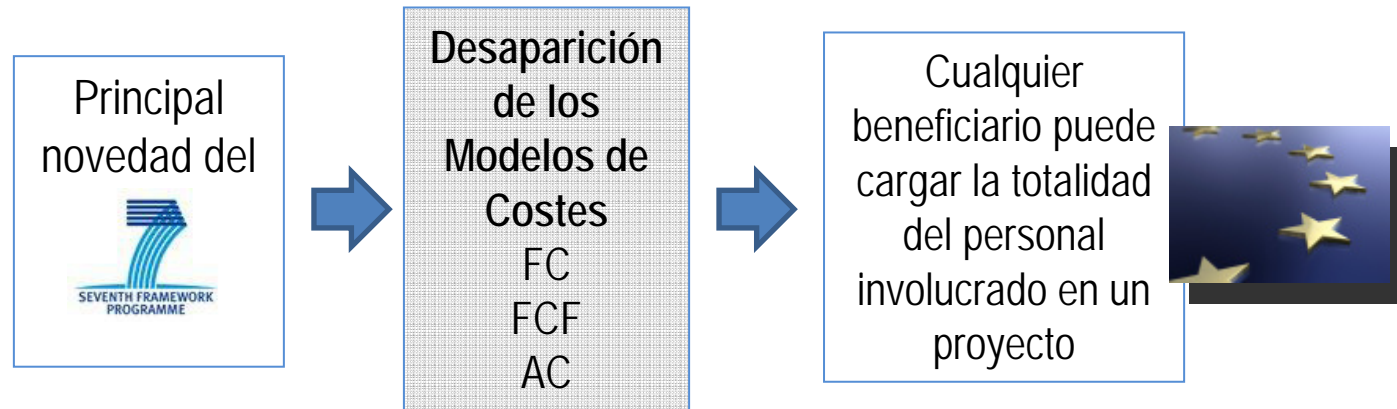 Principal
novedad del
SEVENTH FRAMEWORK
PROGRAMME
Desaparición
de los
Modelos de
Costes
FC
FCF
AC
Cualquier
beneficiario puede
cargar la totalidad
del personal
involucrado en un
proyecto